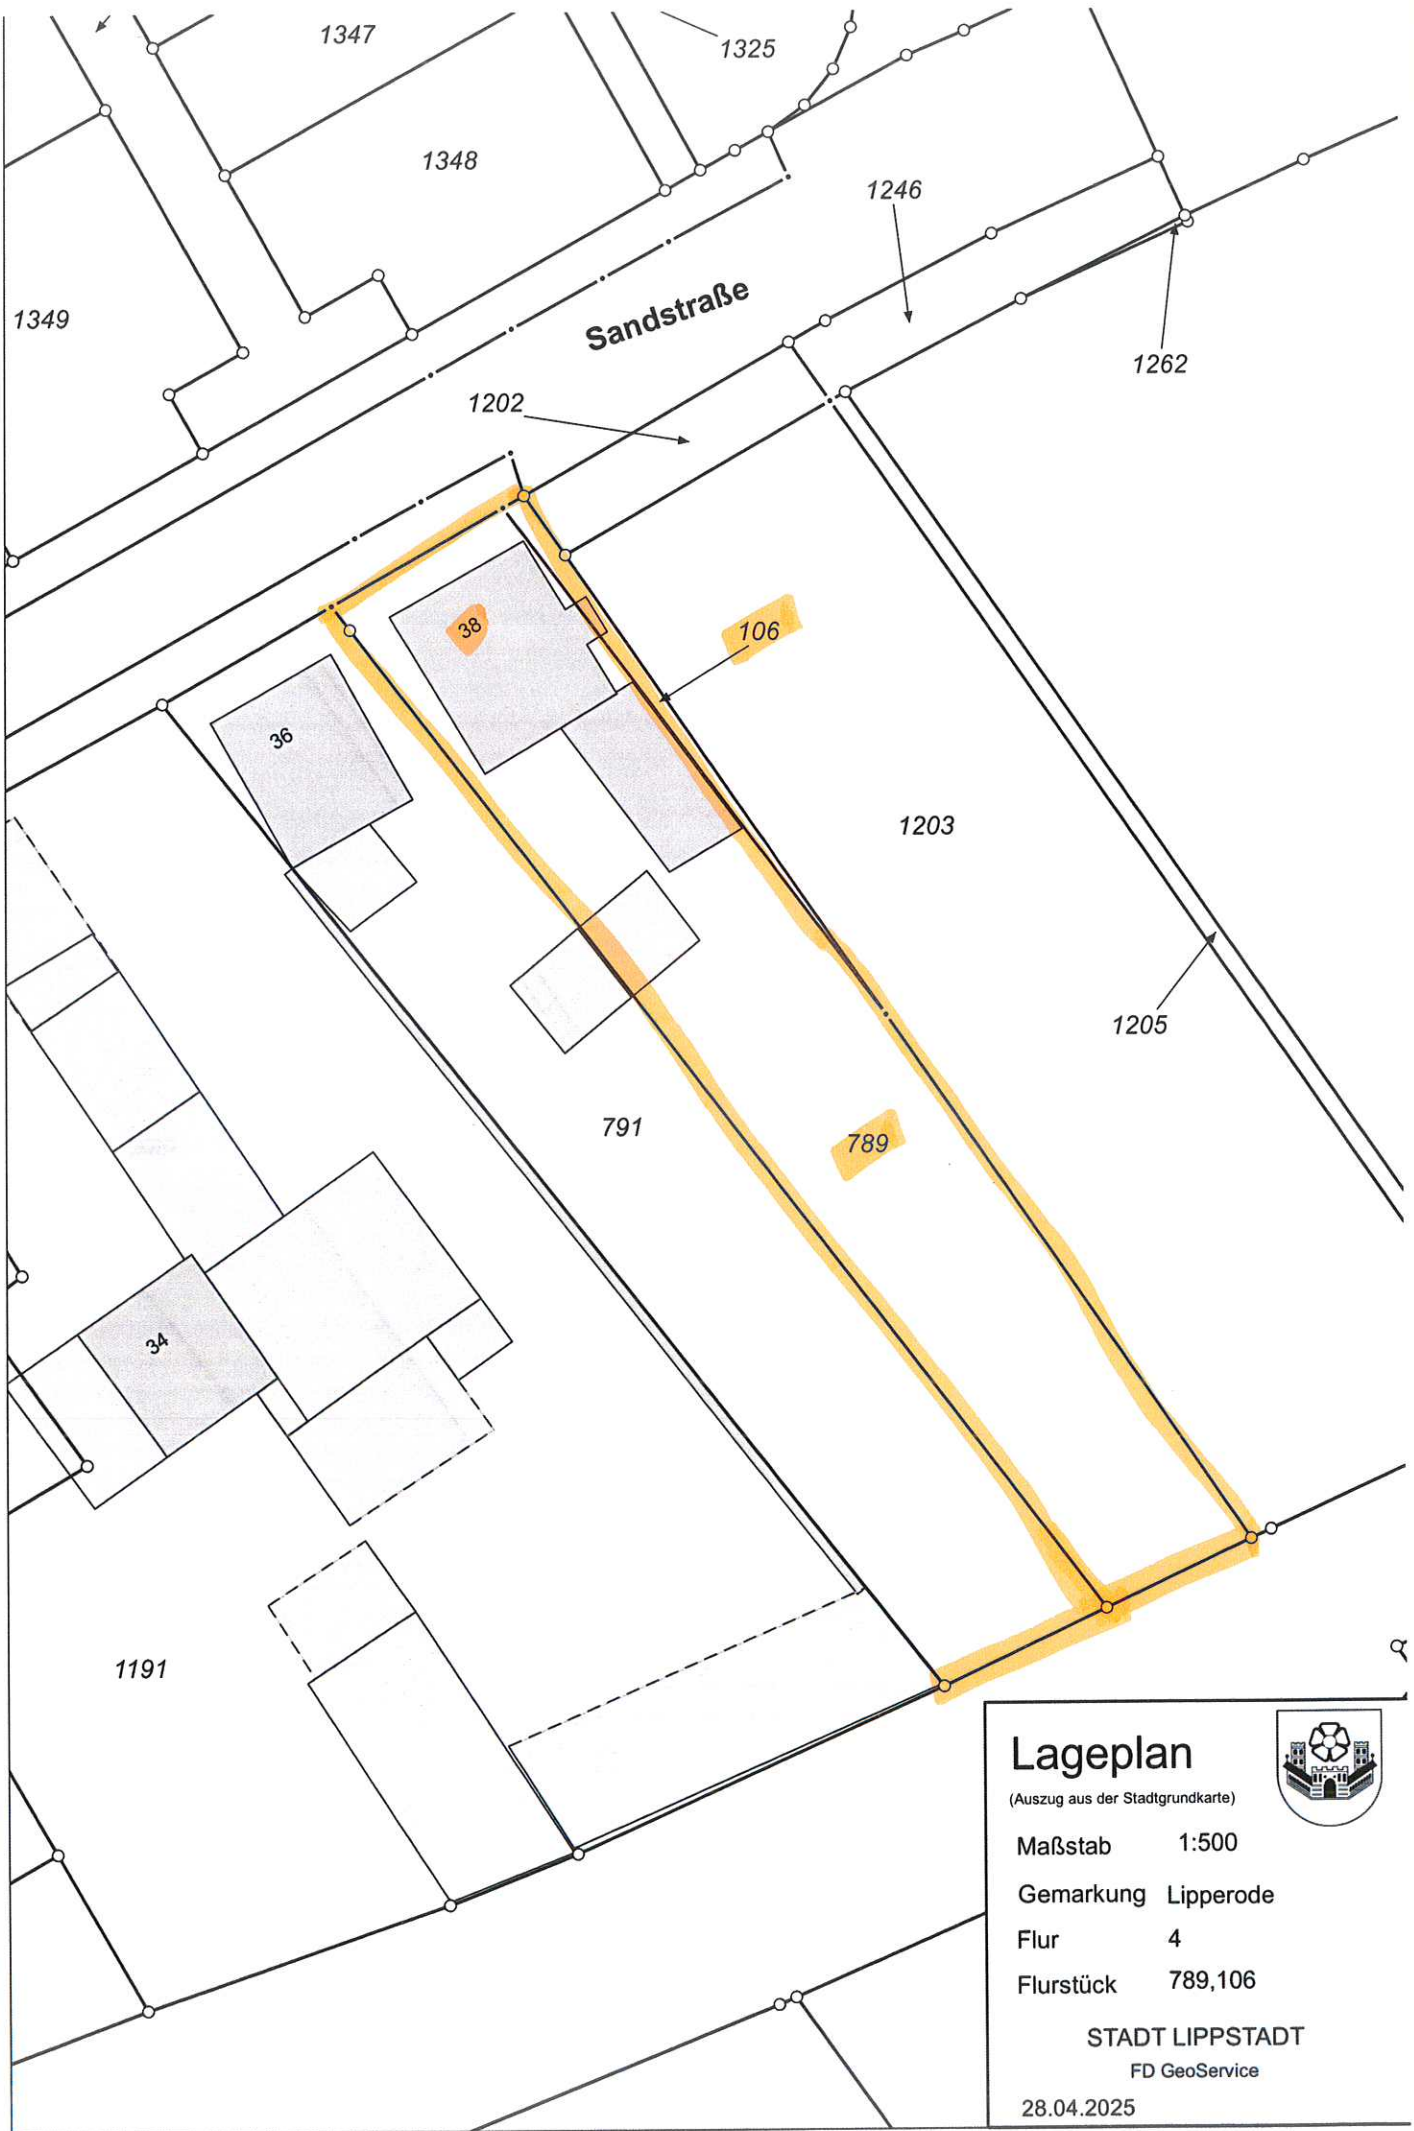 1347
1325
1348
1246
1349
Sandstraße
1262
1202
38
106
36
1203
1205
791
789
34
1191
Lageplan
(Auszug aus der Stadtgrundkarte)
Maßstab 1:500
Gemarkung Lipperode
Flur 4
Flurstück 789,106
STADT LIPPSTADT
FD GeoService
28.04.2025